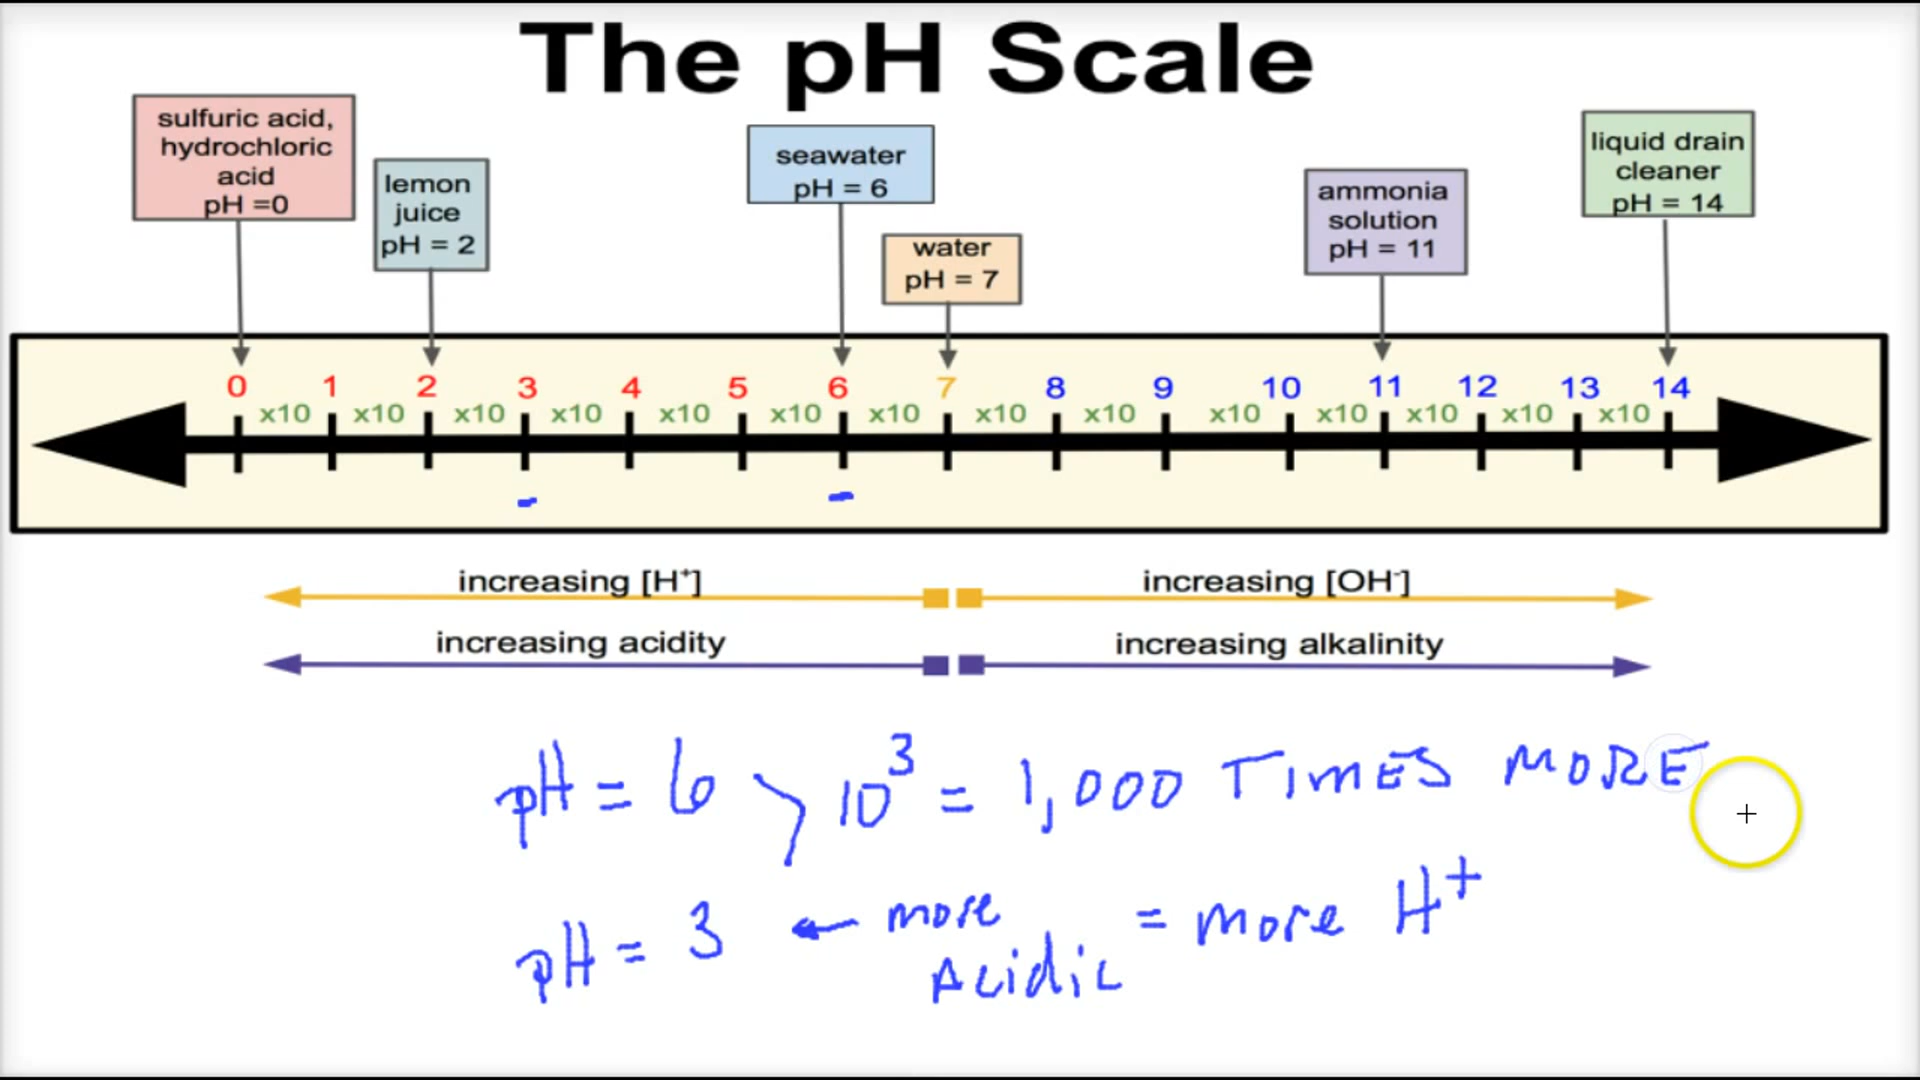 The pH Scale
sulfuric acid,
hydrochloric
acid
pH =0
lemon
juice
pH = 2
seawater
pH = 6
water
pH = 7
ammonia
solution
pH = 11
liquid drain
cleaner
pH = 14
0 1 2 3 4 5 6 7 8 9 10 11 12 13 14
x10 x10 x10 x10 x10 x10 x10 x10 x10 x10 x10 x10 x10 x10
increasing [H⁺] increasing [OH⁻]
increasing acidity increasing alkalinity
pH = 6 10³ = 1,000 TIMES MORE
pH = 3 ← more = more H⁺
Acidic